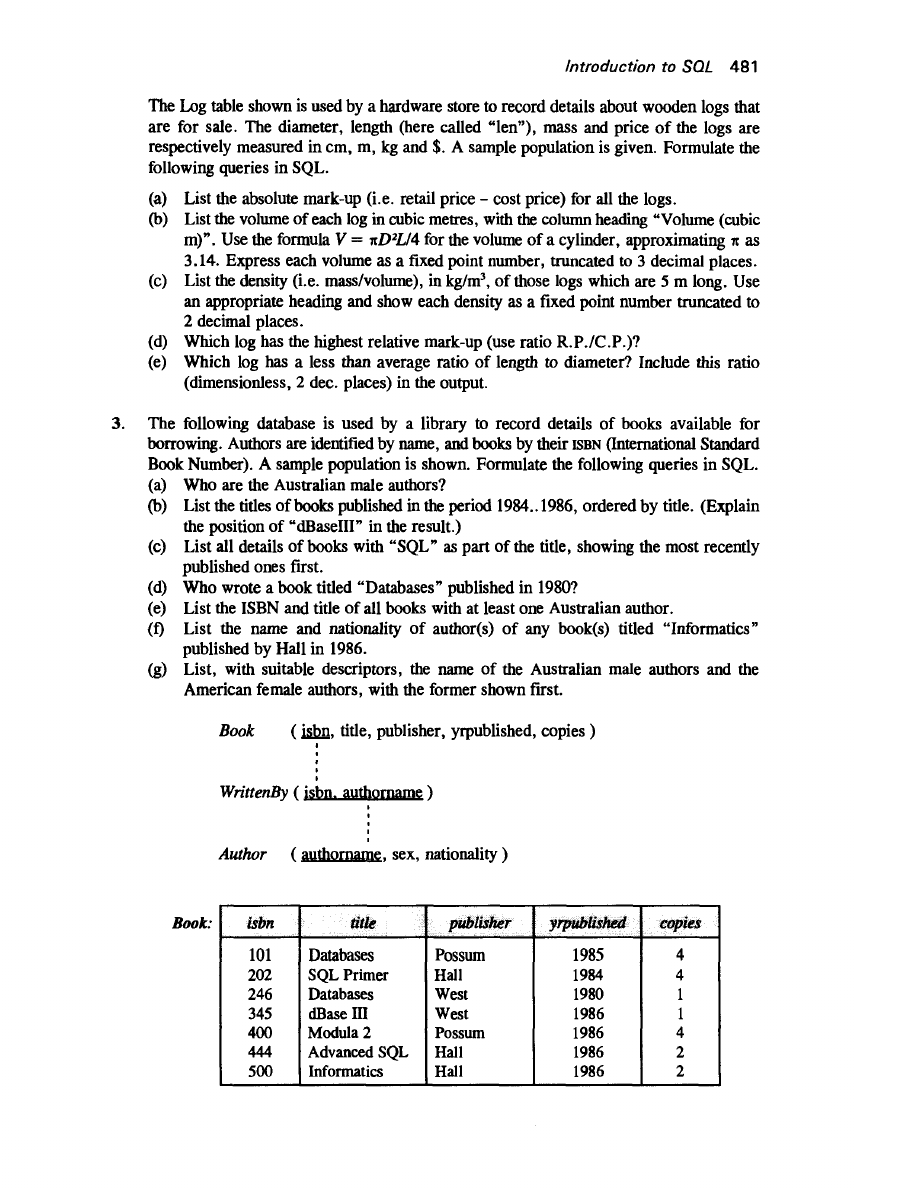 Introduction to SQL 481
The Log table shown is used by a hardware store to record details about wooden logs that
are for sale. The diameter, length (here called “len”), mass and price of the logs are
respectively measured in cm, m, kg and $. A sample population is given. Formulate the
following queries in SQL.
(a) List the absolute mark-up (i.e. retail price – cost price) for all the logs.
(b) List the volume of each log in cubic metres, with the column heading “Volume (cubic
m)”. Use the formula V = πD²L/4 for the volume of a cylinder, approximating π as
3.14. Express each volume as a fixed point number, truncated to 3 decimal places.
(c) List the density (i.e. mass/volume), in kg/m³, of those logs which are 5 m long. Use
an appropriate heading and show each density as a fixed point number truncated to
2 decimal places.
(d) Which log has the highest relative mark-up (use ratio R.P./C.P.)?
(e) Which log has a less than average ratio of length to diameter? Include this ratio
(dimensionless, 2 dec. places) in the output.
3. The following database is used by a library to record details of books available for
borrowing. Authors are identified by name, and books by their ISBN (International Standard
Book Number). A sample population is shown. Formulate the following queries in SQL.
(a) Who are the Australian male authors?
(b) List the titles of books published in the period 1984..1986, ordered by title. (Explain
the position of “dBaseIII” in the result.)
(c) List all details of books with “SQL” as part of the title, showing the most recently
published ones first.
(d) Who wrote a book titled “Databases” published in 1980?
(e) List the ISBN and title of all books with at least one Australian author.
(f) List the name and nationality of author(s) of any book(s) titled “Informatics”
published by Hall in 1986.
(g) List, with suitable descriptors, the name of the Australian male authors and the
American female authors, with the former shown first.
Book ( isbn, title, publisher, yrpublished, copies )
WrittenBy ( isbn, authorname )
Author ( authorname, sex, nationality )
Book: isbn title publisher yrpublished copies
101 Databases Possum 1985 4
202 SQL Primer Hall 1984 4
246 Databases West 1980 1
345 dBase III West 1986 1
400 Modula 2 Possum 1986 4
444 Advanced SQL Hall 1986 2
500 Informatics Hall 1986 2